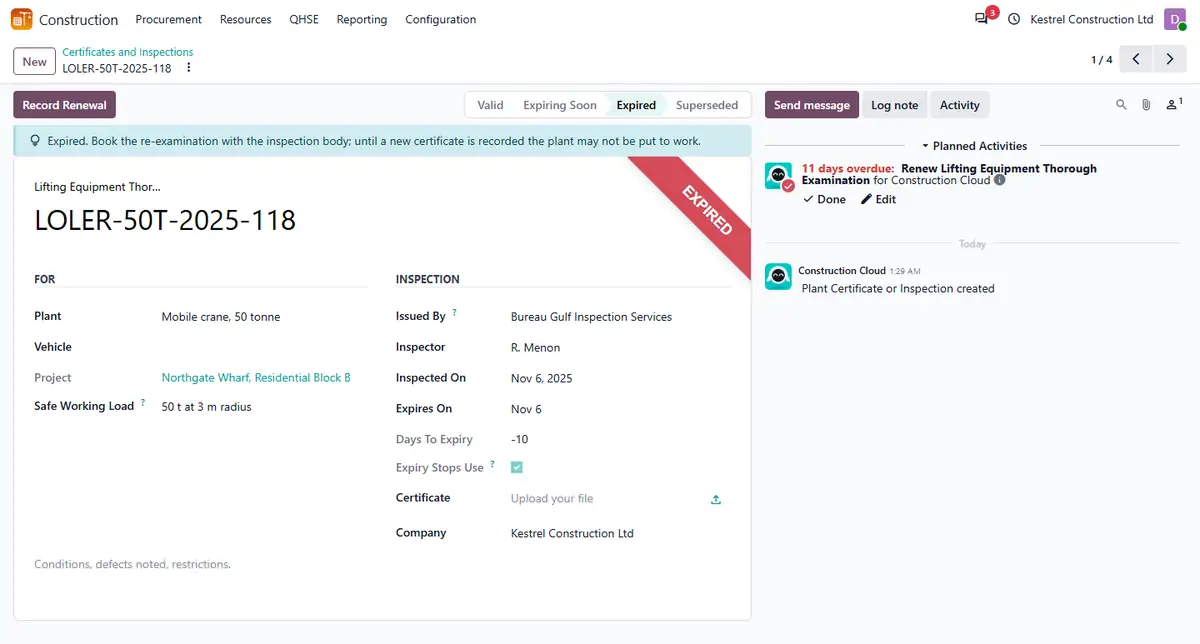 Construction Procurement Resources QHSE Reporting Configuration 3 Kestrel Construction Ltd D
New Certificates and Inspections
LOLER-50T-2025-118
1 / 4
Record Renewal Valid Expiring Soon Expired Superseded
Send message Log note Activity 1
Expired. Book the re-examination with the inspection body; until a new certificate is recorded the plant may not be put to work.
EXPIRED
Lifting Equipment Thor...
LOLER-50T-2025-118
FOR
Plant Mobile crane, 50 tonne
Vehicle
Project Northgate Wharf, Residential Block B
Safe Working Load ? 50 t at 3 m radius
INSPECTION
Issued By ? Bureau Gulf Inspection Services
Inspector R. Menon
Inspected On Nov 6, 2025
Expires On Nov 6
Days To Expiry -10
Expiry Stops Use ?
Certificate Upload your file
Company Kestrel Construction Ltd
Conditions, defects noted, restrictions.
Planned Activities
11 days overdue: Renew Lifting Equipment Thorough
Examination for Construction Cloud
Done Edit
Today
Construction Cloud 1:29 AM
Plant Certificate or Inspection created